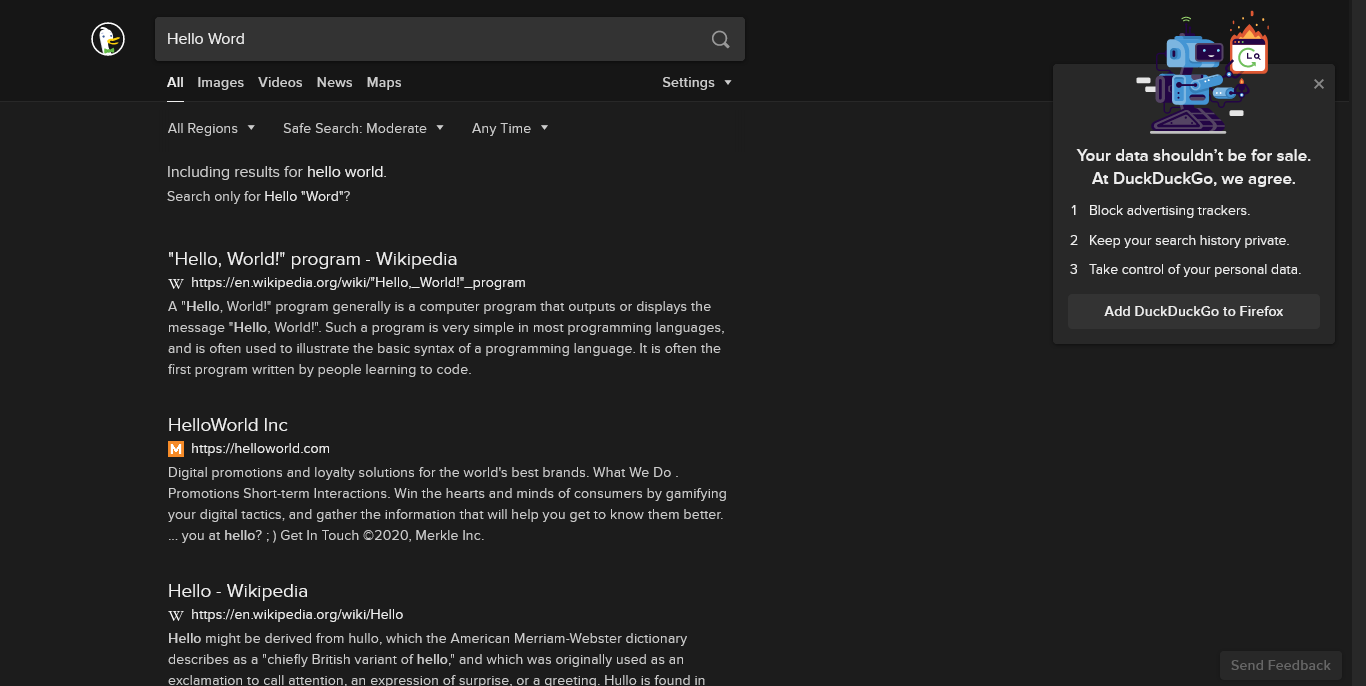 Hello Word
All Images Videos News Maps Settings
All Regions Safe Search: Moderate Any Time
Including results for hello world.
Search only for Hello "Word"?
"Hello, World!" program - Wikipedia
W https://en.wikipedia.org/wiki/"Hello,_World!"_program
A "Hello, World!" program generally is a computer program that outputs or displays the
message "Hello, World!". Such a program is very simple in most programming languages,
and is often used to illustrate the basic syntax of a programming language. It is often the
first program written by people learning to code.
HelloWorld Inc
M https://helloworld.com
Digital promotions and loyalty solutions for the world's best brands. What We Do .
Promotions Short-term Interactions. Win the hearts and minds of consumers by gamifying
your digital tactics, and gather the information that will help you get to know them better.
... you at hello? ; ) Get In Touch ©2020, Merkle Inc.
Hello - Wikipedia
W https://en.wikipedia.org/wiki/Hello
Hello might be derived from hullo, which the American Merriam-Webster dictionary
describes as a "chiefly British variant of hello," and which was originally used as an
exclamation to call attention, an expression of surprise, or a greeting. Hullo is found in
Your data shouldn't be for sale.
At DuckDuckGo, we agree.
1 Block advertising trackers.
2 Keep your search history private.
3 Take control of your personal data.
Add DuckDuckGo to Firefox
Send Feedback